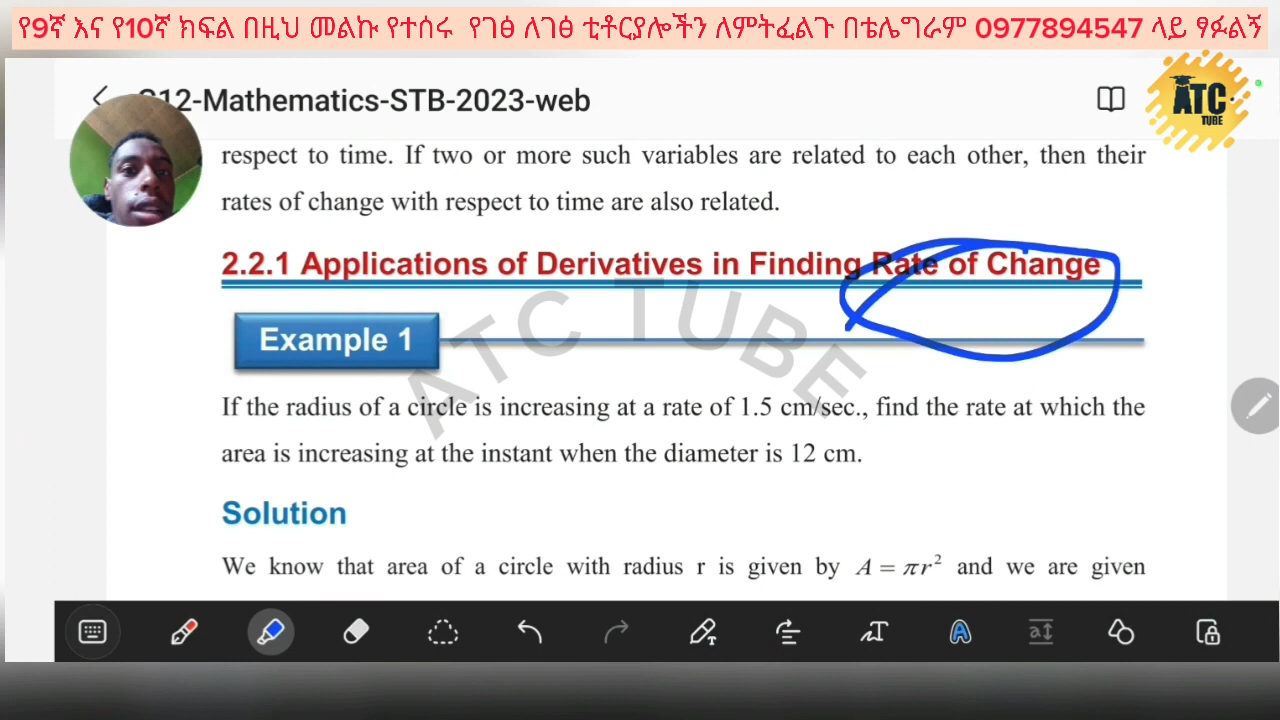 የ9ኛ እና የ10ኛ ክፍል በዚህ መልኩ የተሰሩ የገፅ ለገፅ ቲቶርያሎችን ለምትፈልጉ በቴሌግራም 0977894547 ላይ ፃፉልኝ
12-Mathematics-STB-2023-web
ATC
TUBE
respect to time. If two or more such variables are related to each other, then their
rates of change with respect to time are also related.
2.2.1 Applications of Derivatives in Finding Rate of Change
ATC TUBE
Example 1
If the radius of a circle is increasing at a rate of 1.5 cm/sec., find the rate at which the
area is increasing at the instant when the diameter is 12 cm.
Solution
We know that area of a circle with radius r is given by A = πr² and we are given